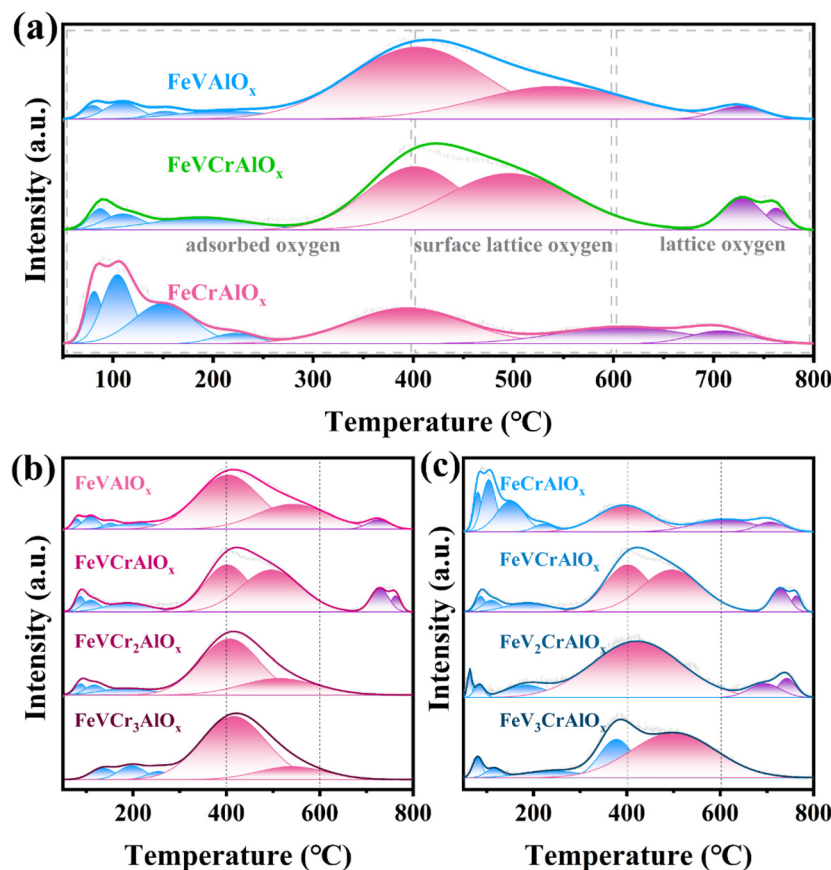 (a)
FeVAlOₓ
FeVCrAlOₓ
adsorbed oxygen surface lattice oxygen lattice oxygen
FeCrAlOₓ
Intensity (a.u.)
100 200 300 400 500 600 700 800
Temperature (°C)
(b)
FeVAlOₓ
FeVCrAlOₓ
FeVCr₂AlOₓ
FeVCr₃AlOₓ
Intensity (a.u.)
200 400 600 800
Temperature (°C)
(c)
FeCrAlOₓ
FeVCrAlOₓ
FeV₂CrAlOₓ
FeV₃CrAlOₓ
Intensity (a.u.)
200 400 600 800
Temperature (°C)